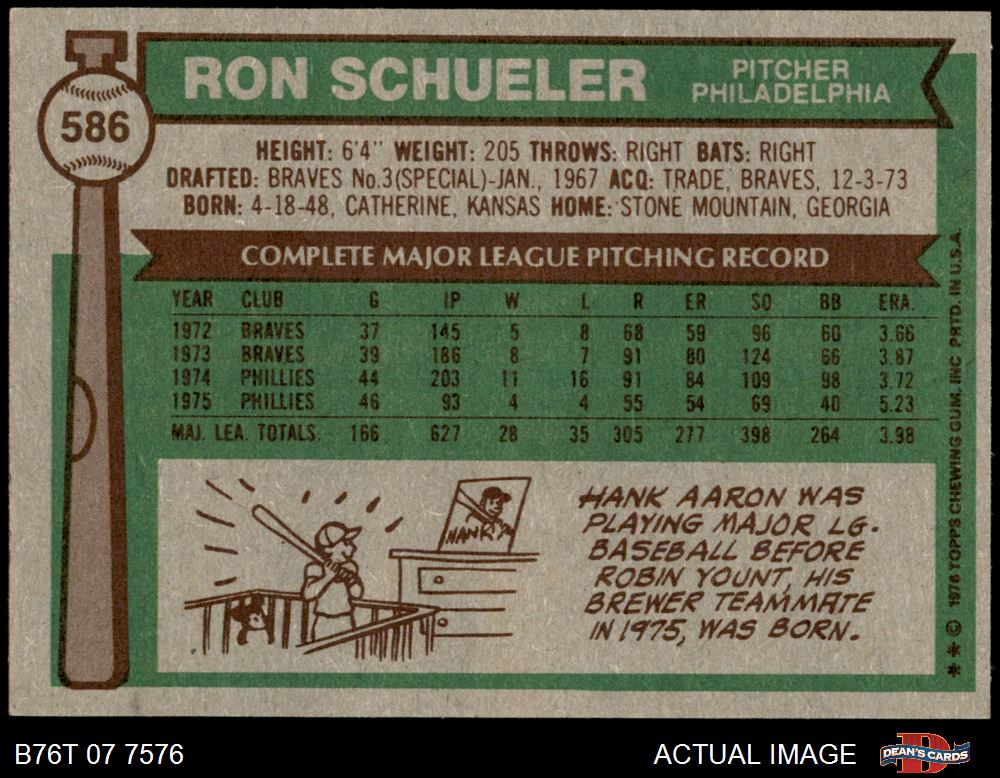 586
RON SCHUELER
PITCHER
PHILADELPHIA
HEIGHT: 6'4" WEIGHT: 205 THROWS: RIGHT BATS: RIGHT
DRAFTED: BRAVES No.3(SPECIAL)-JAN., 1967 ACQ: TRADE, BRAVES, 12-3-73
BORN: 4-18-48, CATHERINE, KANSAS HOME: STONE MOUNTAIN, GEORGIA
COMPLETE MAJOR LEAGUE PITCHING RECORD
YEAR CLUB G IP W L R ER SO BB ERA.
1972 BRAVES 37 145 5 8 68 59 96 60 3.66
1973 BRAVES 39 186 8 7 91 80 124 66 3.87
1974 PHILLIES 44 203 11 16 91 84 109 98 3.72
1975 PHILLIES 46 93 4 4 55 54 69 40 5.23
MAJ. LEA. TOTALS: 166 627 28 35 305 277 398 264 3.98
HANK
HANK AARON WAS
PLAYING MAJOR LG.
BASEBALL BEFORE
ROBIN YOUNT, HIS
BREWER TEAMMATE
IN 1975, WAS BORN.
* * © 1976 TOPPS CHEWING GUM, INC. PRTD. IN U.S.A.
B76T 07 7576
ACTUAL IMAGE
D
DEAN'S CARDS